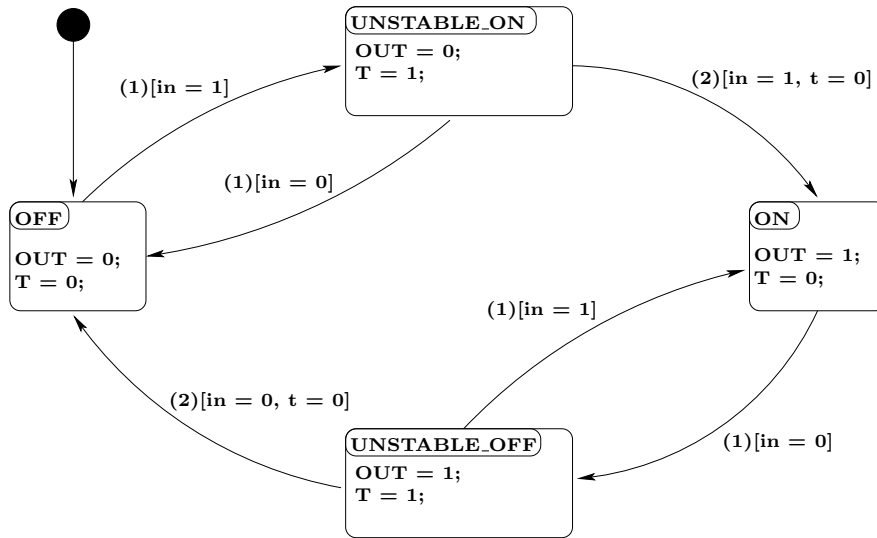 UNSTABLE_ON
OUT = 0;
T = 1;
(1)[in = 1]
(2)[in = 1, t = 0]
(1)[in = 0]
OFF
OUT = 0;
T = 0;
ON
OUT = 1;
T = 0;
(1)[in = 1]
(2)[in = 0, t = 0]
(1)[in = 0]
UNSTABLE_OFF
OUT = 1;
T = 1;